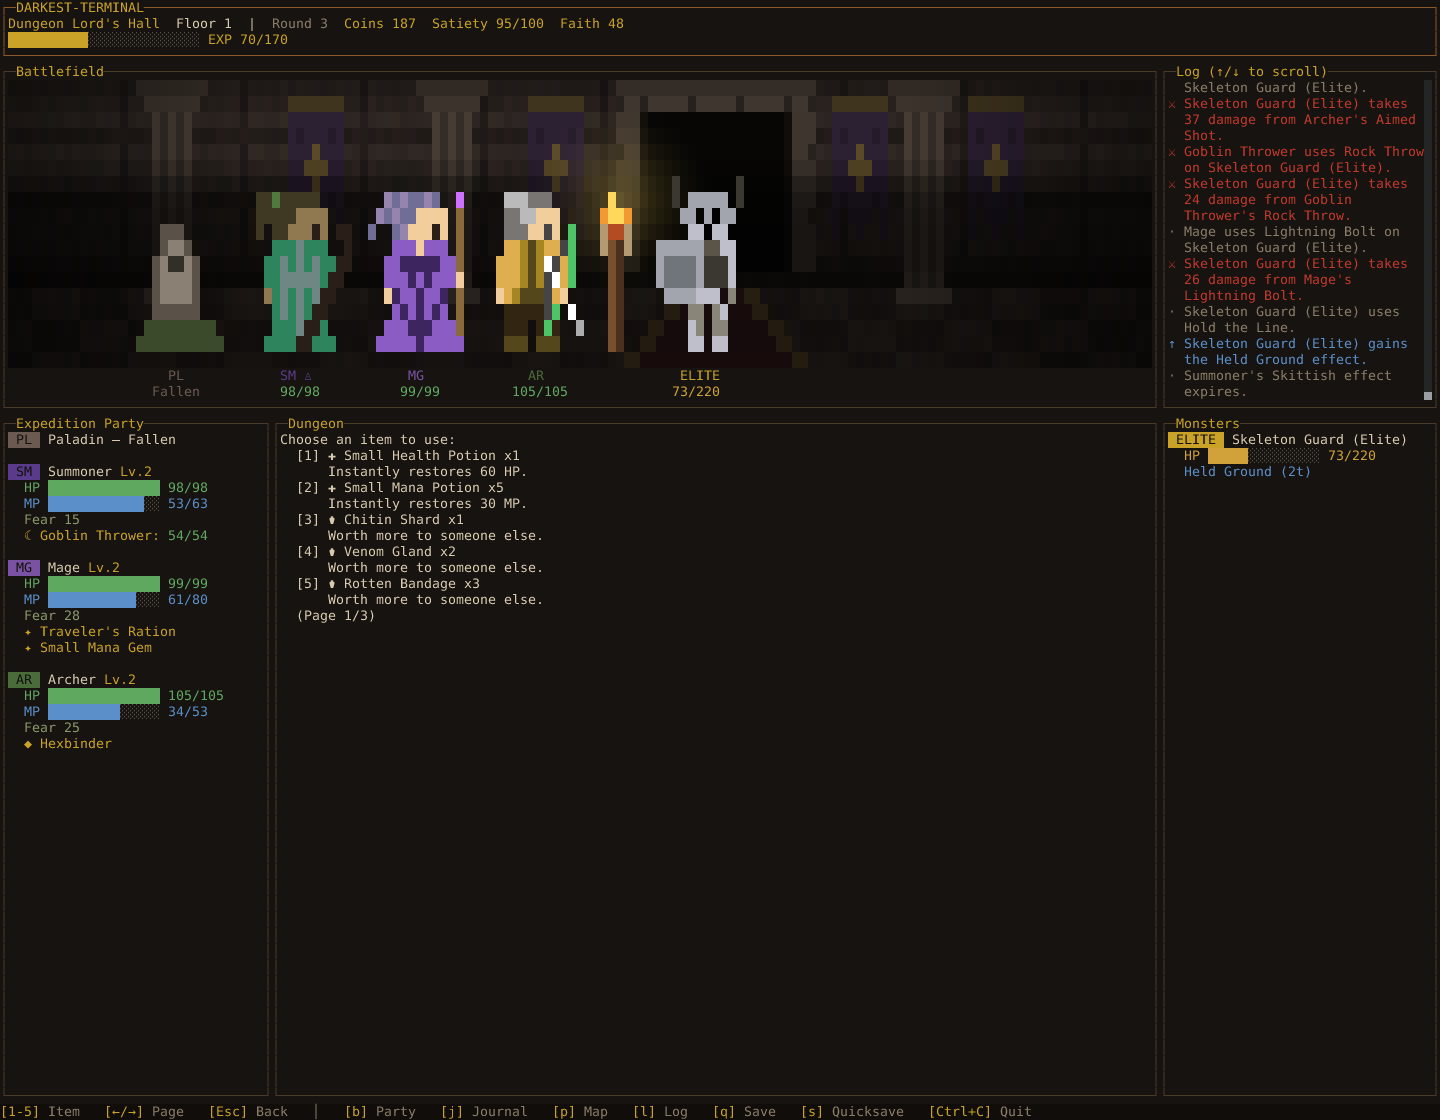 DARKEST-TERMINAL
Dungeon Lord's Hall  Floor 1  |  Round 3  Coins 187  Satiety 95/100  Faith 48
EXP 70/170
Battlefield
PL
Fallen
SM ♙
98/98
MG
99/99
AR
105/105
ELITE
73/220
Log (↑/↓ to scroll)
Skeleton Guard (Elite).
⚔ Skeleton Guard (Elite) takes
37 damage from Archer's Aimed
Shot.
⚔ Goblin Thrower uses Rock Throw
on Skeleton Guard (Elite).
⚔ Skeleton Guard (Elite) takes
24 damage from Goblin
Thrower's Rock Throw.
· Mage uses Lightning Bolt on
Skeleton Guard (Elite).
⚔ Skeleton Guard (Elite) takes
26 damage from Mage's
Lightning Bolt.
· Skeleton Guard (Elite) uses
Hold the Line.
↑ Skeleton Guard (Elite) gains
the Held Ground effect.
· Summoner's Skittish effect
expires.
Expedition Party
PL Paladin — Fallen
SM Summoner Lv.2
HP 98/98
MP 53/63
Fear 15
☾ Goblin Thrower: 54/54
MG Mage Lv.2
HP 99/99
MP 61/80
Fear 28
✦ Traveler's Ration
✦ Small Mana Gem
AR Archer Lv.2
HP 105/105
MP 34/53
Fear 25
◆ Hexbinder
Dungeon
Choose an item to use:
[1] ✚ Small Health Potion x1
Instantly restores 60 HP.
[2] ✚ Small Mana Potion x5
Instantly restores 30 MP.
[3] ⚱ Chitin Shard x1
Worth more to someone else.
[4] ⚱ Venom Gland x2
Worth more to someone else.
[5] ⚱ Rotten Bandage x3
Worth more to someone else.
(Page 1/3)
Monsters
ELITE Skeleton Guard (Elite)
HP 73/220
Held Ground (2t)
[1-5] Item  [←/→] Page  [Esc] Back  │  [b] Party  [j] Journal  [p] Map  [l] Log  [q] Save  [s] Quicksave  [Ctrl+C] Quit